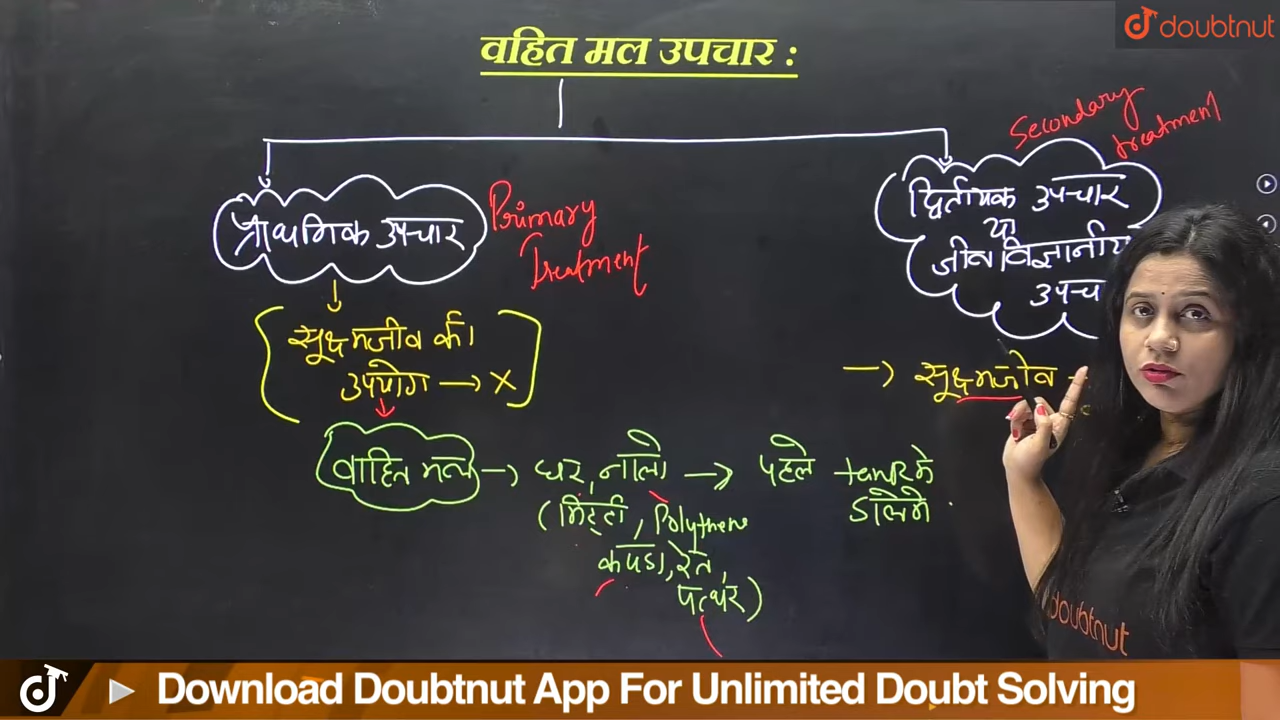 doubtnut
वहित मल उपचार :
Secondary
treatment
प्राथमिक उपचार
Primary
Treatment
द्वितीयक उपचार
या
जीव विज्ञानीय
उपचा
सूक्ष्मजीव का
उपयोग → X
→ सूक्ष्मजीव →
वाहित मल → घर, नाले → पहले tank मे
डालेगे
(मिट्टी, Polythene
कपडा, रेत,
पत्थर)
doubtnut
Download Doubtnut App For Unlimited Doubt Solving